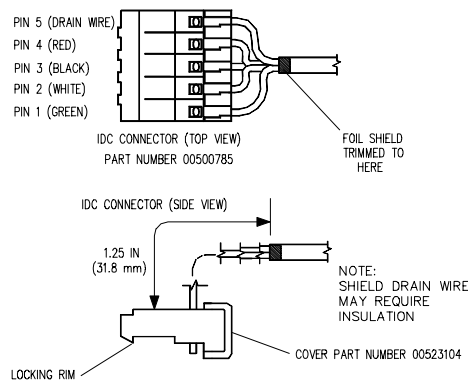 PIN 5 (DRAIN WIRE)
PIN 4 (RED)
PIN 3 (BLACK)
PIN 2 (WHITE)
PIN 1 (GREEN)
IDC CONNECTOR (TOP VIEW)
PART NUMBER 00500785
FOIL SHIELD
TRIMMED TO
HERE
IDC CONNECTOR (SIDE VIEW)
1.25 IN
(31.8 mm)
NOTE:
SHIELD DRAIN WIRE
MAY REQUIRE
INSULATION
COVER PART NUMBER 00523104
LOCKING RIM